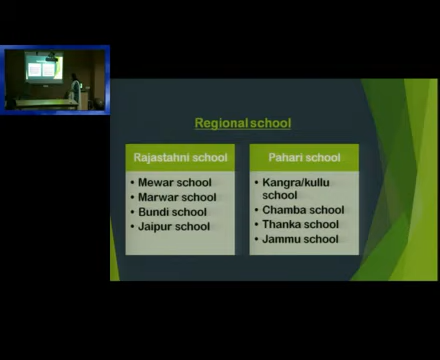 Regional school
Rajastahni school
• Mewar school
• Marwar school
• Bundi school
• Jaipur school
Pahari school
• Kangra/kullu
school
• Chamba school
• Thanka school
• Jammu school